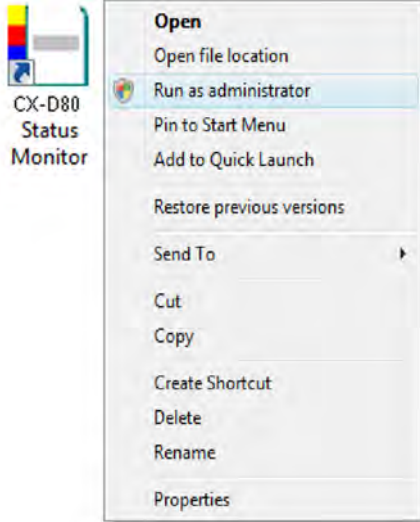 CX-D80
Status
Monitor
Open
Open file location
Run as administrator
Pin to Start Menu
Add to Quick Launch
Restore previous versions
Send To
Cut
Copy
Create Shortcut
Delete
Rename
Properties